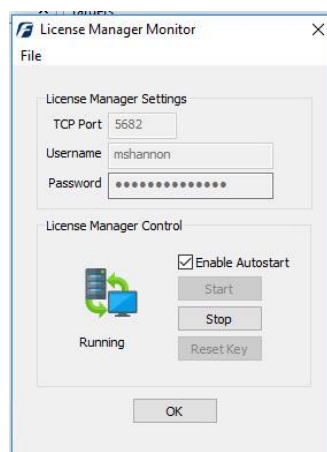 Targets
License Manager Monitor
File
License Manager Settings
TCP Port 5682
Username mshannon
Password ••••••••••••••
License Manager Control
Enable Autostart
Start
Stop
Running
Reset Key
OK